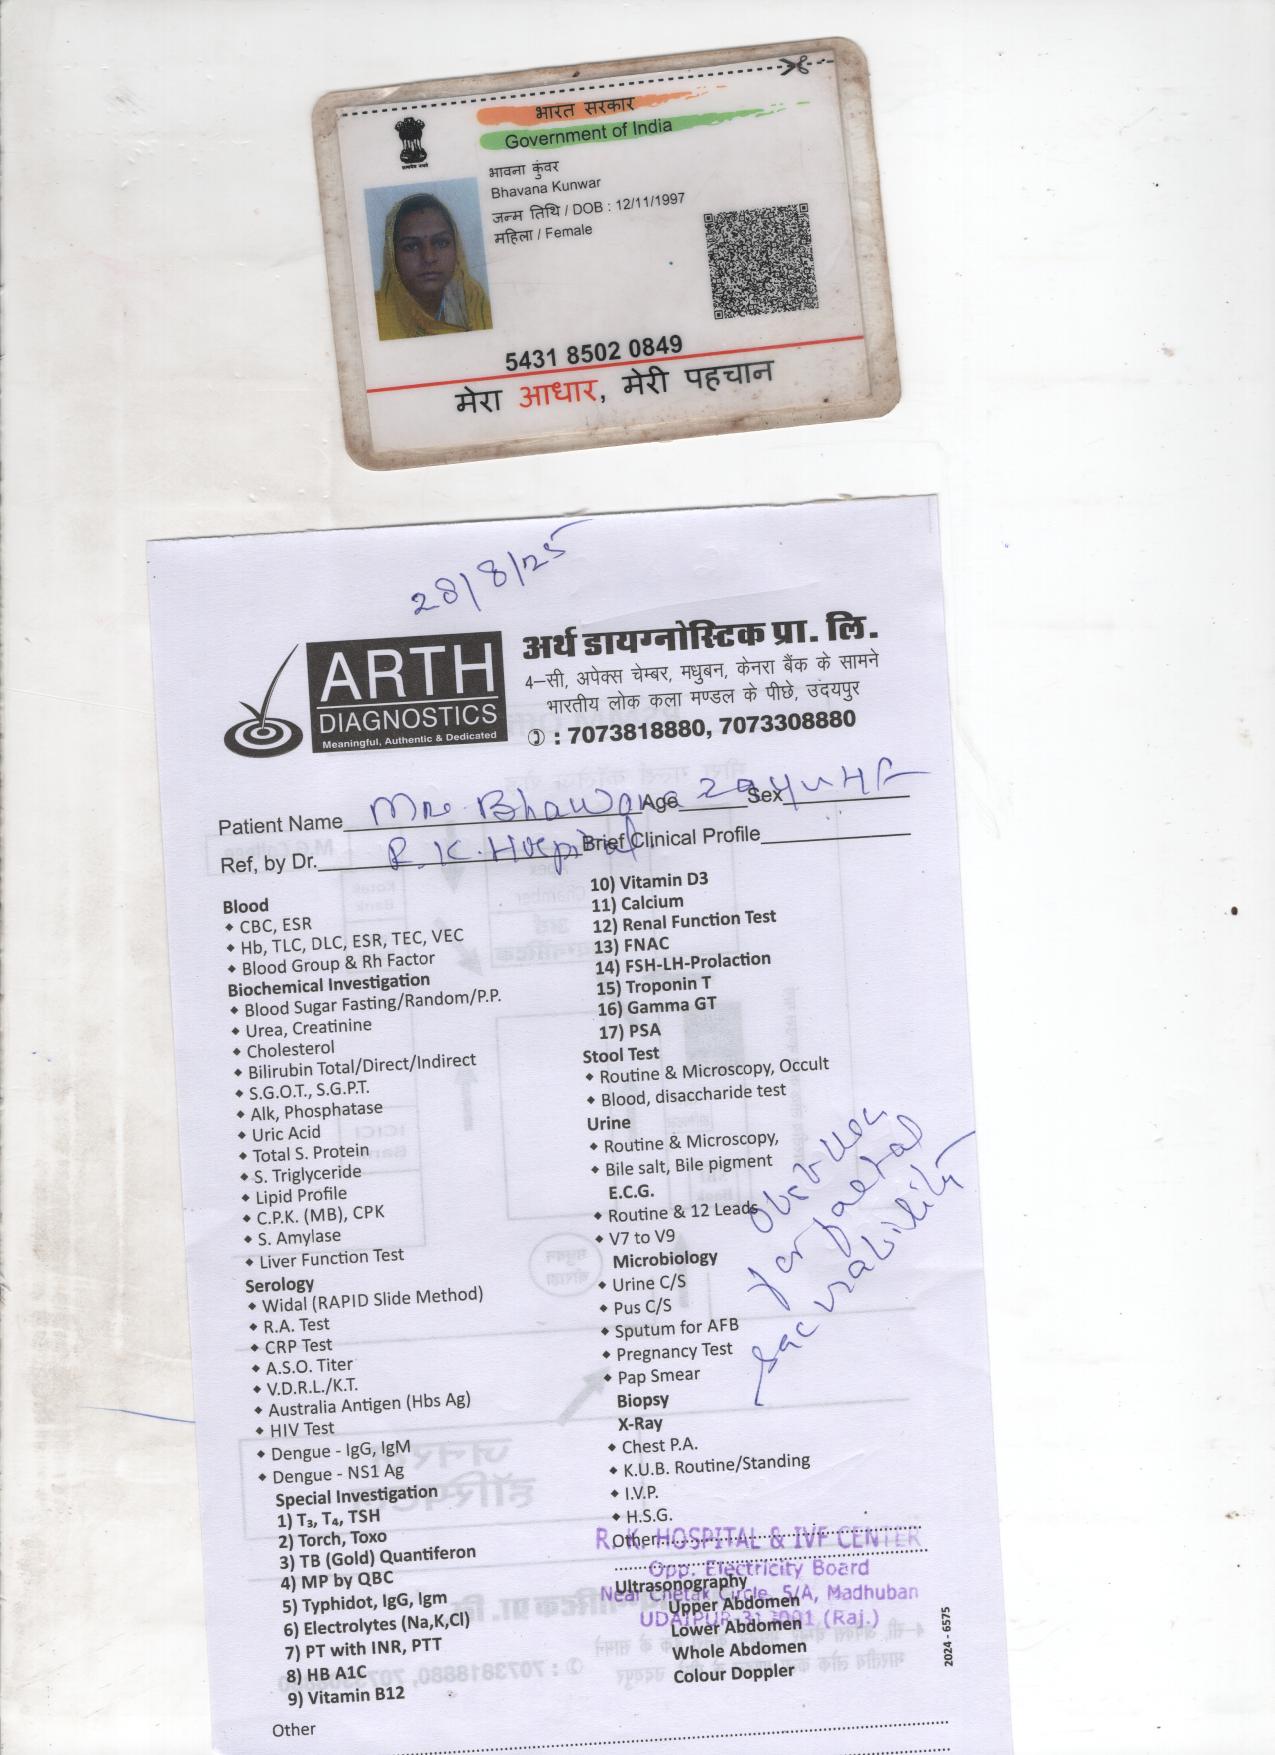 भारत सरकार
Government of India
भावना कुंवर
Bhavana Kunwar
जन्म तिथि / DOB : 12/11/1997
महिला / Female
5431 8502 0849
मेरा आधार, मेरी पहचान
28/8/25
ARTH
DIAGNOSTICS
Meaningful, Authentic & Dedicated
अर्थ डायग्नोस्टिक प्रा. लि.
4–सी, अपेक्स चेम्बर, मधुबन, केनरा बैंक के सामने
भारतीय लोक कला मण्डल के पीछे, उदयपुर
: 7073818880, 7073308880
Patient Name Bhawana Age Sex
Ref, by Dr. R.K. Hospital Brief Clinical Profile
Blood
CBC, ESR
Hb, TLC, DLC, ESR, TEC, VEC
Blood Group & Rh Factor
Biochemical Investigation
Blood Sugar Fasting/Random/P.P.
Urea, Creatinine
Cholesterol
Bilirubin Total/Direct/Indirect
S.G.O.T., S.G.P.T.
Alk, Phosphatase
Uric Acid
Total S. Protein
S. Triglyceride
Lipid Profile
C.P.K. (MB), CPK
S. Amylase
Liver Function Test
Serology
Widal (RAPID Slide Method)
R.A. Test
CRP Test
A.S.O. Titer
V.D.R.L./K.T.
Australia Antigen (Hbs Ag)
HIV Test
Dengue - IgG, IgM
Dengue - NS1 Ag
Special Investigation
1) T₃, T₄, TSH
2) Torch, Toxo
3) TB (Gold) Quantiferon
4) MP by QBC
5) Typhidot, IgG, Igm
6) Electrolytes (Na,K,Cl)
7) PT with INR, PTT
8) HB A1C
9) Vitamin B12
Other
10) Vitamin D3
11) Calcium
12) Renal Function Test
13) FNAC
14) FSH-LH-Prolaction
15) Troponin T
16) Gamma GT
17) PSA
Stool Test
Routine & Microscopy, Occult
Blood, disaccharide test
Urine
Routine & Microscopy,
Bile salt, Bile pigment
E.C.G.
Routine & 12 Leads
V7 to V9
Microbiology
Urine C/S
Pus C/S
Sputum for AFB
Pregnancy Test
Pap Smear
Biopsy
X-Ray
Chest P.A.
K.U.B. Routine/Standing
I.V.P.
H.S.G.
Other
Ultrasonography
Upper Abdomen
Lower Abdomen
Whole Abdomen
Colour Doppler
R. K. HOSPITAL & IVF CENTER
Opp. Electricity Board
Near Chetak Circle, 5/A, Madhuban
UDAIPUR-313001 (Raj.)
2024 - 6575